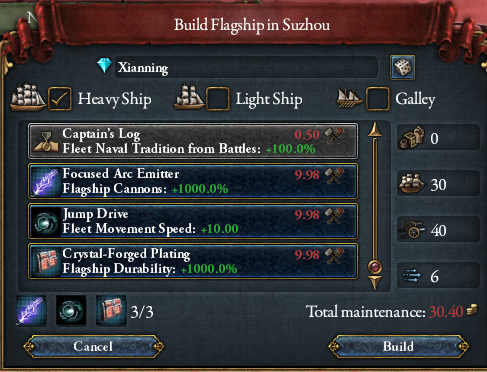 Build Flagship in Suzhou
Xianning
Heavy Ship
Light Ship
Galley
Captain's Log 0.50
Fleet Naval Tradition from Battles: +100.0%
Focused Arc Emitter 9.98
Flagship Cannons: +1000.0%
Jump Drive 9.98
Fleet Movement Speed: +10.00
Crystal-Forged Plating 9.98
Flagship Durability: +1000.0%
0
30
40
6
3/3
Total maintenance: 30.40
Cancel
Build